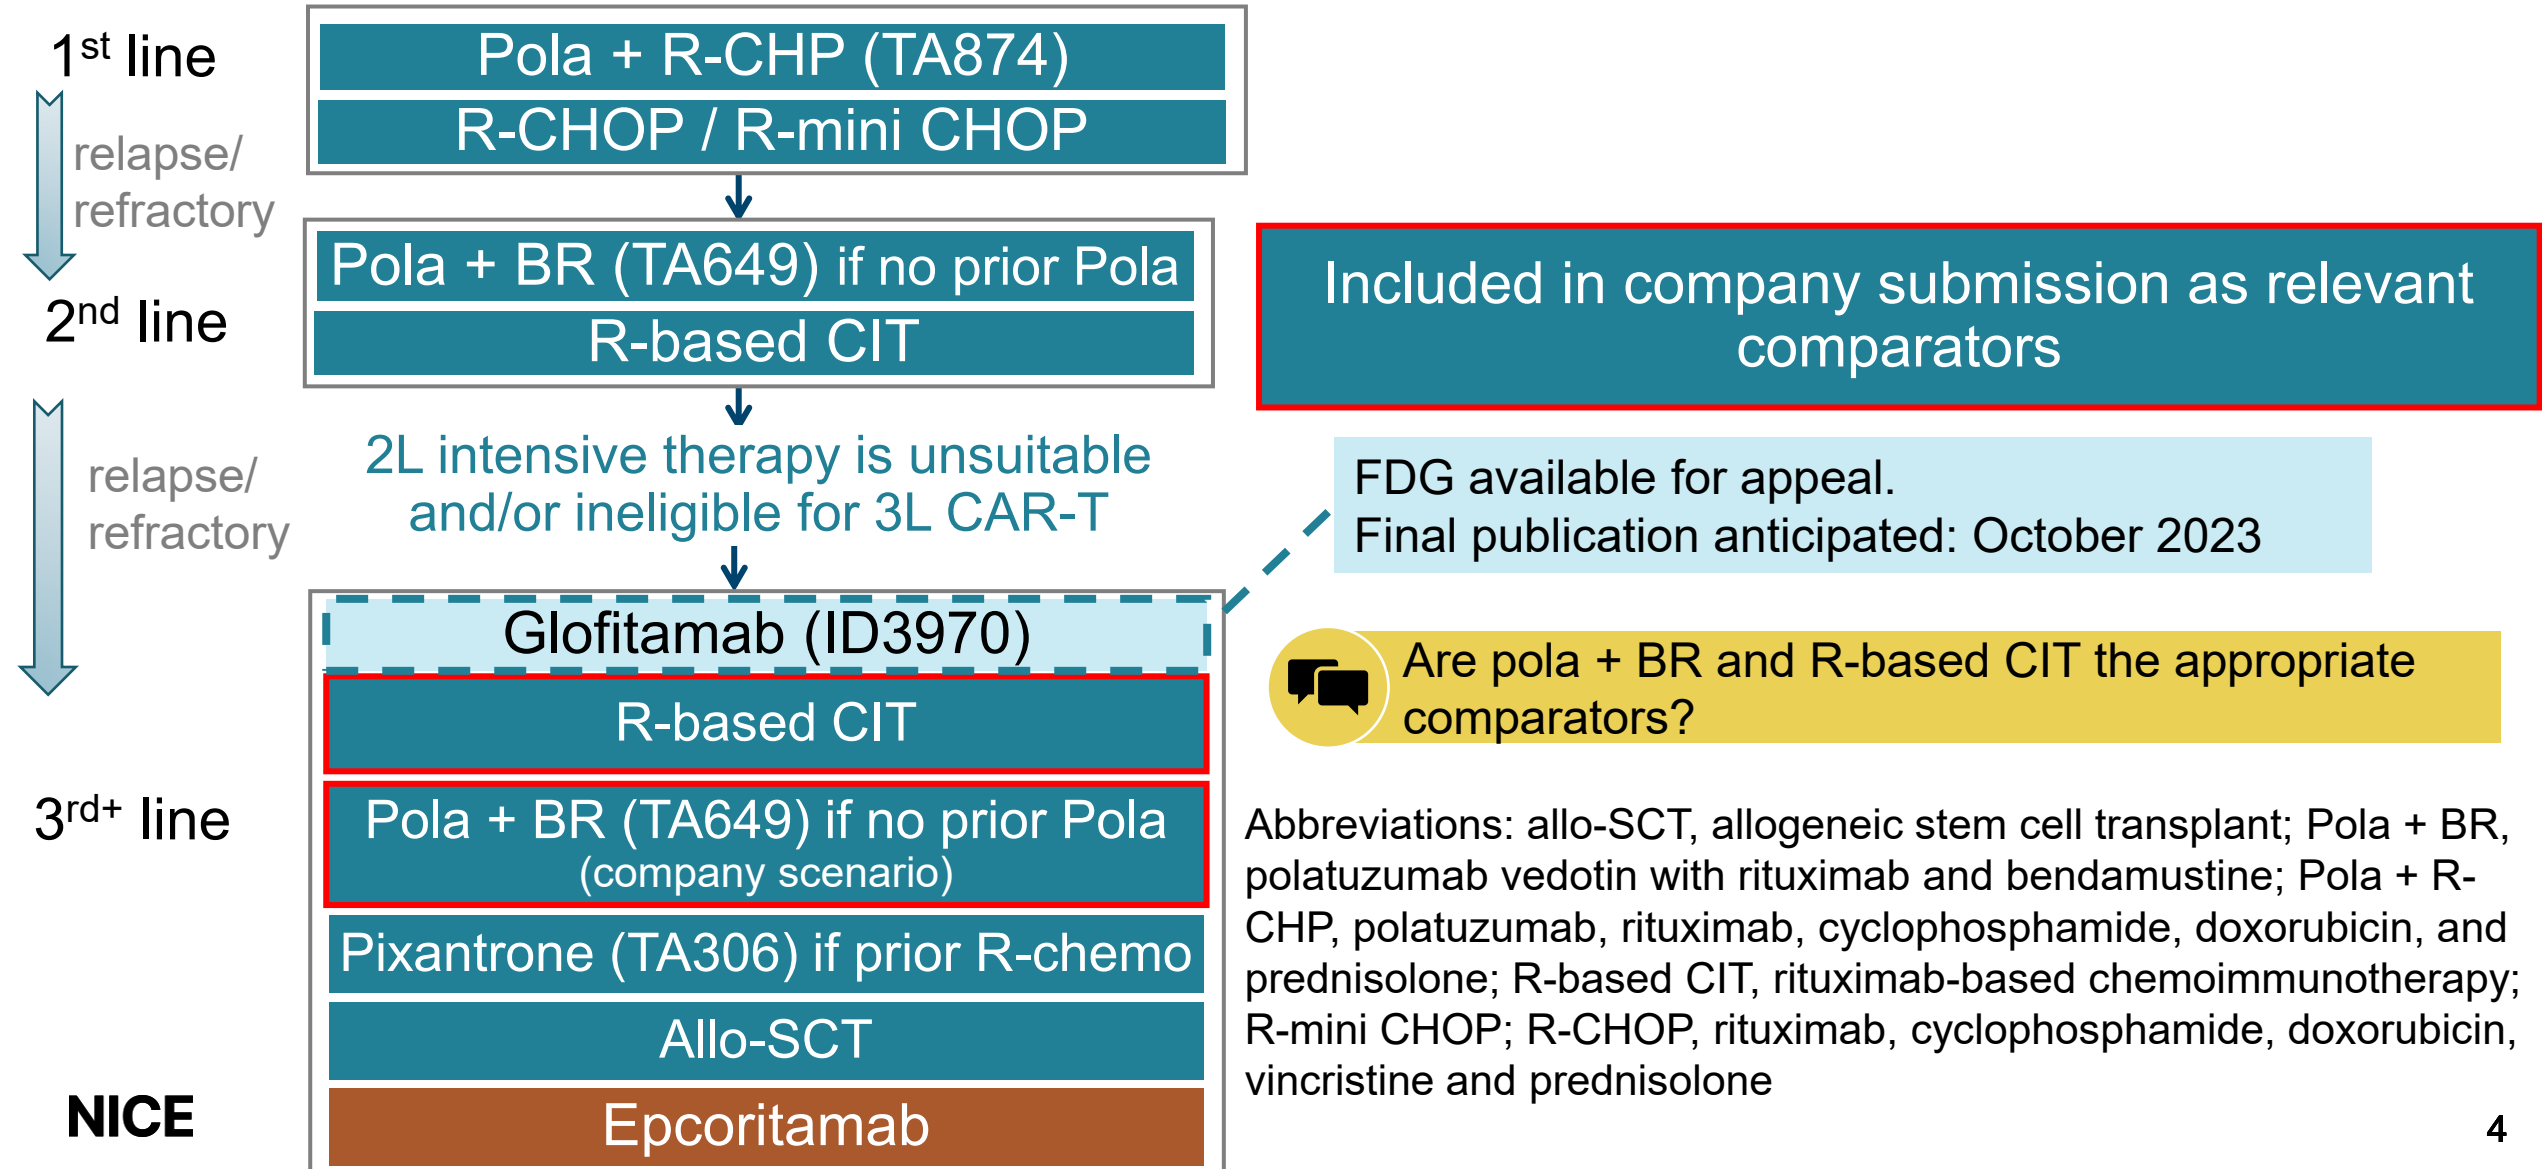 1st line
Pola + R-CHP (TA874)
R-CHOP / R-mini CHOP
relapse/
refractory
2nd line
Pola + BR (TA649) if no prior Pola
R-based CIT
Included in company submission as relevant
comparators
relapse/
refractory
2L intensive therapy is unsuitable
and/or ineligible for 3L CAR-T
FDG available for appeal.
Final publication anticipated: October 2023
3rd+ line
Glofitamab (ID3970)
R-based CIT
Pola + BR (TA649) if no prior Pola
(company scenario)
Pixantrone (TA306) if prior R-chemo
Allo-SCT
Epcoritamab
Are pola + BR and R-based CIT the appropriate
comparators?
Abbreviations: allo-SCT, allogeneic stem cell transplant; Pola + BR,
polatuzumab vedotin with rituximab and bendamustine; Pola + R-
CHP, polatuzumab, rituximab, cyclophosphamide, doxorubicin, and
prednisolone; R-based CIT, rituximab-based chemoimmunotherapy;
R-mini CHOP; R-CHOP, rituximab, cyclophosphamide, doxorubicin,
vincristine and prednisolone
NICE
4